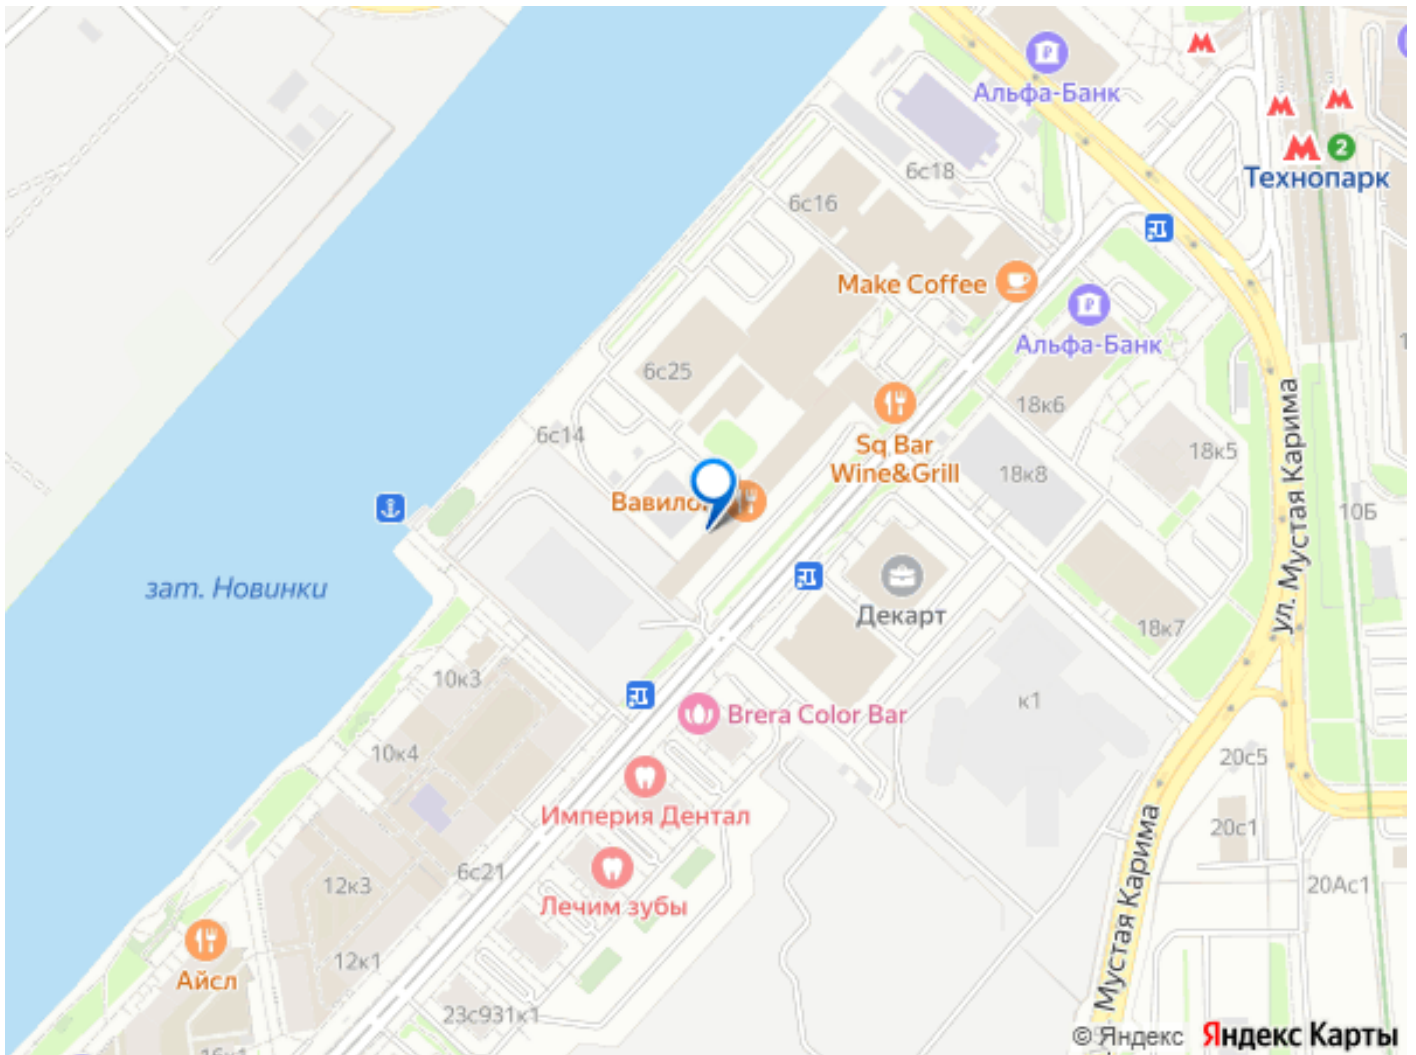 Альфа-Банк
2
Технопарк
6с18
6с16
Make Coffee
Альфа-Банк
6с25
18к6
6с14
Sq Bar
Wine&Grill
18к5
18к8
ул. Мустая Карима
10Б
зат. Новинки
Декарт
18к7
10к3
к1
Brera Color Bar
10к4
20с5
Империя Дентал
20с1
6с21
12к3
20Ас1
Лечим зубы
Мустая Карима
12к1
Айсл
23с931к1
© Яндекс Яндекс Карты